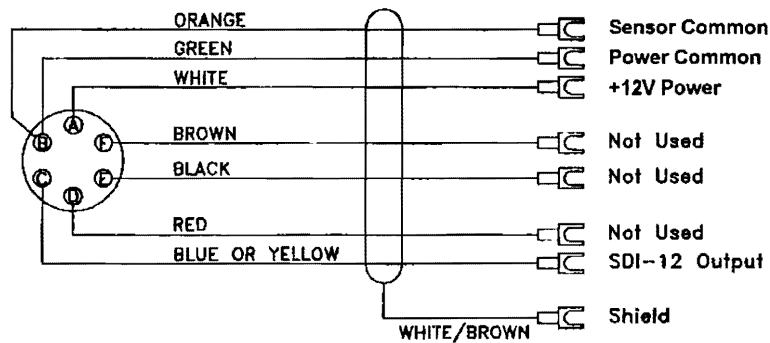 ORANGE Sensor Common
GREEN Power Common
WHITE +12V Power
A
B BROWN Not Used
F
C BLACK Not Used
E
D
RED Not Used
BLUE OR YELLOW SDI-12 Output
WHITE/BROWN Shield